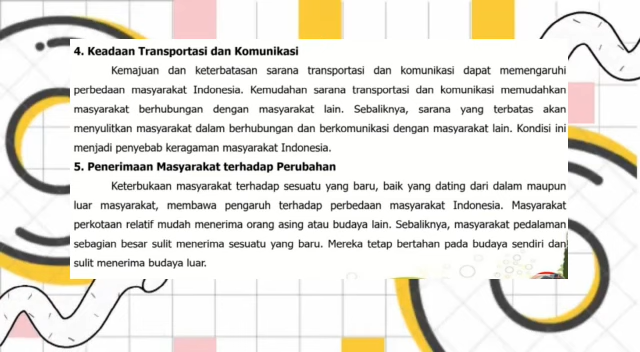 4. Keadaan Transportasi dan Komunikasi
Kemajuan dan keterbatasan sarana transportasi dan komunikasi dapat memengaruhi
perbedaan masyarakat Indonesia. Kemudahan sarana transportasi dan komunikasi memudahkan
masyarakat berhubungan dengan masyarakat lain. Sebaliknya, sarana yang terbatas akan
menyulitkan masyarakat dalam berhubungan dan berkomunikasi dengan masyarakat lain. Kondisi ini
menjadi penyebab keragaman masyarakat Indonesia.
5. Penerimaan Masyarakat terhadap Perubahan
Keterbukaan masyarakat terhadap sesuatu yang baru, baik yang dating dari dalam maupun
luar masyarakat, membawa pengaruh terhadap perbedaan masyarakat Indonesia. Masyarakat
perkotaan relatif mudah menerima orang asing atau budaya lain. Sebaliknya, masyarakat pedalaman
sebagian besar sulit menerima sesuatu yang baru. Mereka tetap bertahan pada budaya sendiri dan
sulit menerima budaya luar.